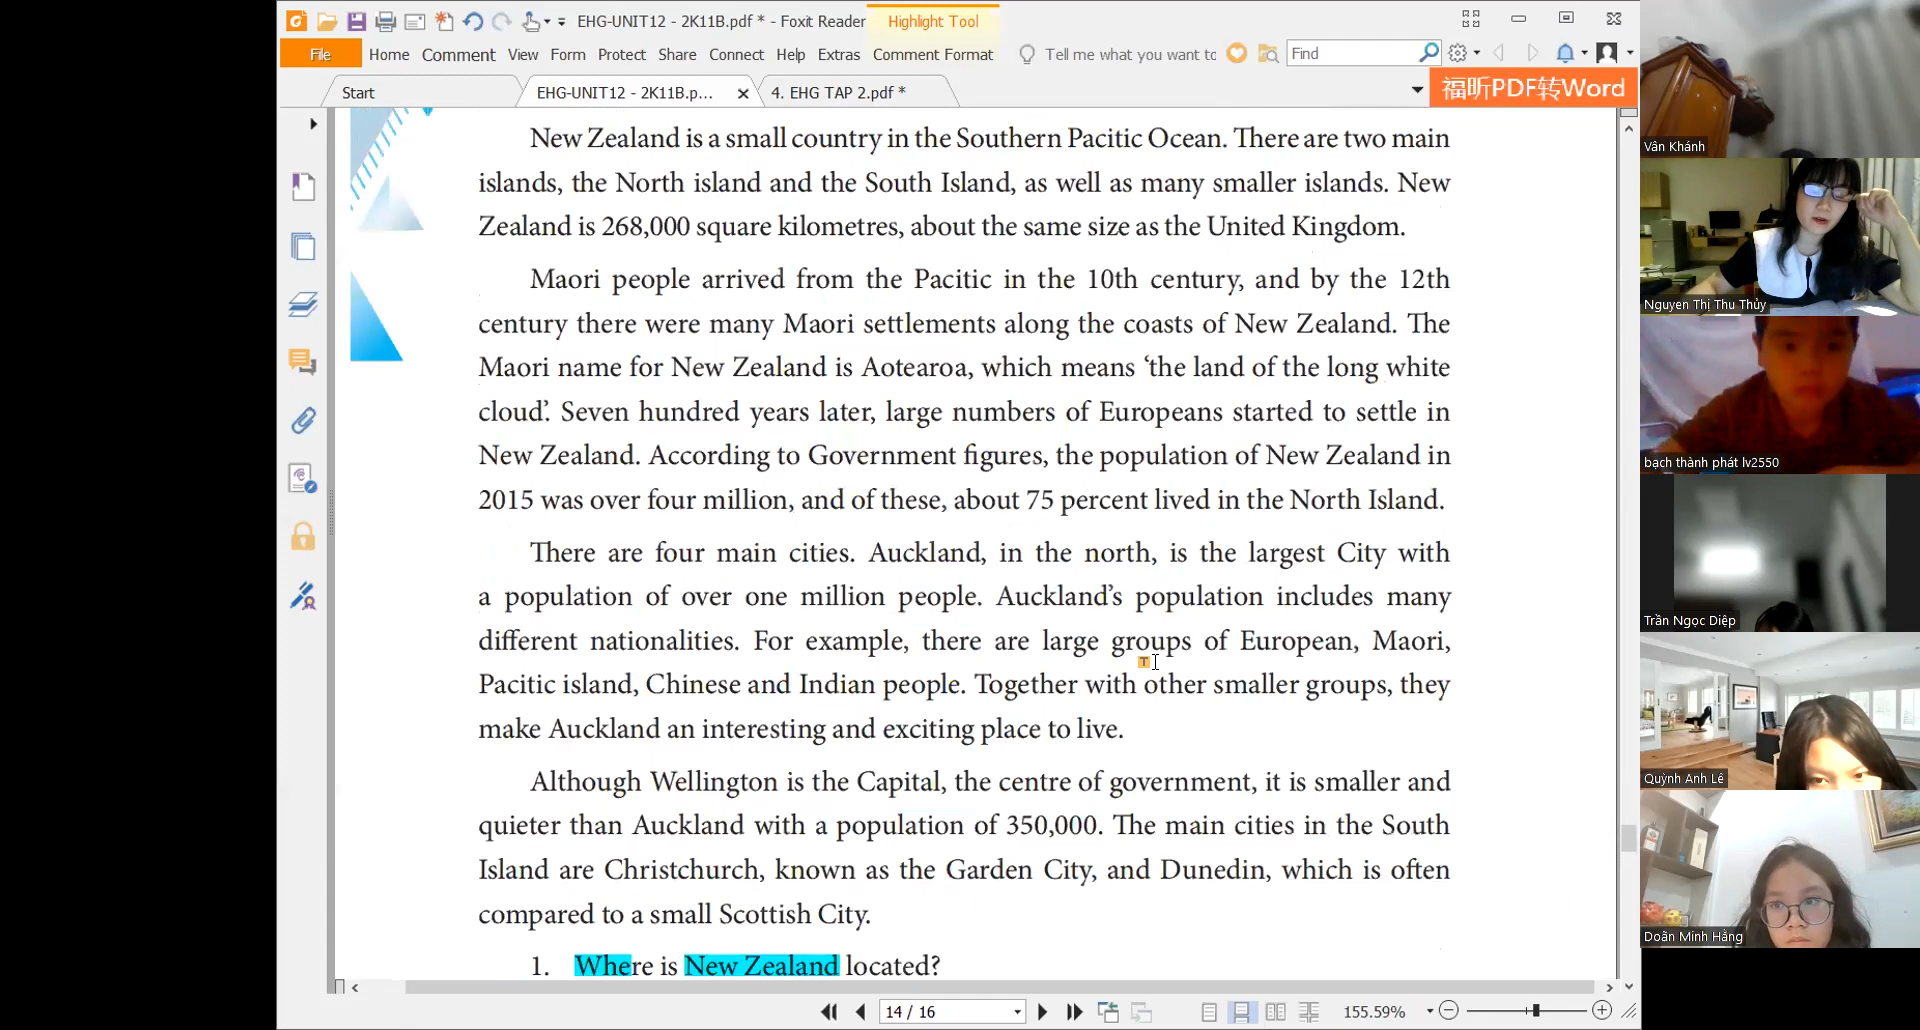 EHG-UNIT12 - 2K11B.pdf * - Foxit Reader
Highlight Tool
File Home Comment View Form Protect Share Connect Help Extras Comment Format Tell me what you want to Find
Start EHG-UNIT12 - 2K11B.p... 4. EHG TAP 2.pdf *
福昕PDF转Word
New Zealand is a small country in the Southern Pacific Ocean. There are two main
islands, the North island and the South Island, as well as many smaller islands. New
Zealand is 268,000 square kilometres, about the same size as the United Kingdom.
Maori people arrived from the Pacitic in the 10th century, and by the 12th
century there were many Maori settlements along the coasts of New Zealand. The
Maori name for New Zealand is Aotearoa, which means ‘the land of the long white
cloud’. Seven hundred years later, large numbers of Europeans started to settle in
New Zealand. According to Government figures, the population of New Zealand in
2015 was over four million, and of these, about 75 percent lived in the North Island.
There are four main cities. Auckland, in the north, is the largest City with
a population of over one million people. Auckland’s population includes many
different nationalities. For example, there are large groups of European, Maori,
Pacitic island, Chinese and Indian people. Together with other smaller groups, they
make Auckland an interesting and exciting place to live.
Although Wellington is the Capital, the centre of government, it is smaller and
quieter than Auckland with a population of 350,000. The main cities in the South
Island are Christchurch, known as the Garden City, and Dunedin, which is often
compared to a small Scottish City.
1. Where is New Zealand located?
14 / 16
155.59%
Vân Khánh
Nguyen Thị Thu Thủy
bạch thành phát lv2550
Trần Ngọc Diệp
Quỳnh Anh Lê
Doãn Minh Hằng